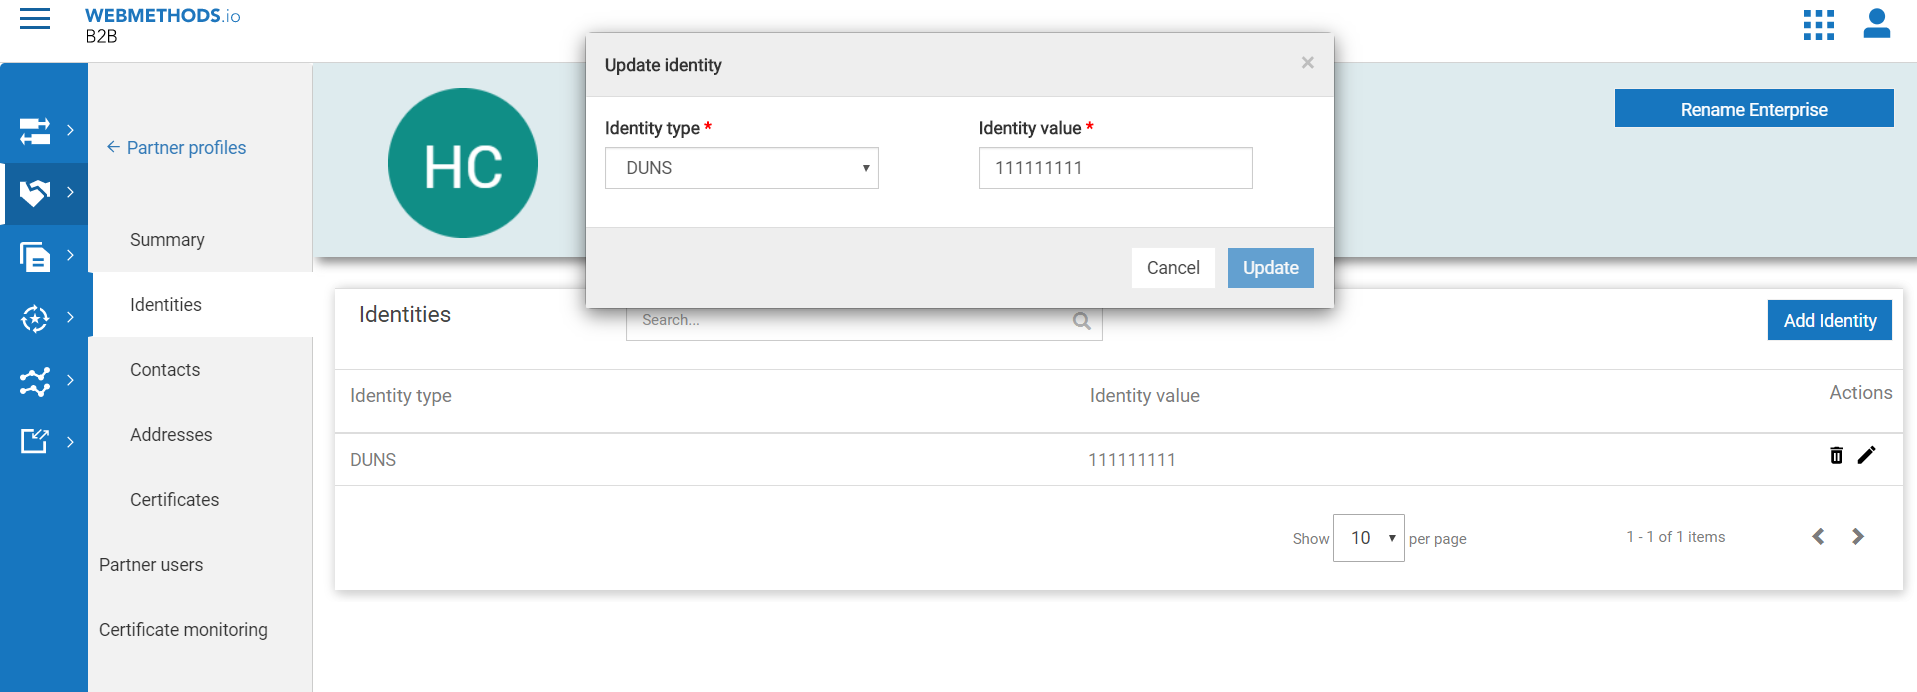 WEBMETHODS.io
B2B
Update identity
×
Identity type *
Identity value *
DUNS
111111111
Cancel
Update
Rename Enterprise
HC
Partner profiles
Summary
Identities
Contacts
Addresses
Certificates
Partner users
Certificate monitoring
Identities
Search...
Add Identity
Identity type
Identity value
Actions
DUNS
111111111
Show 10 per page
1 - 1 of 1 items